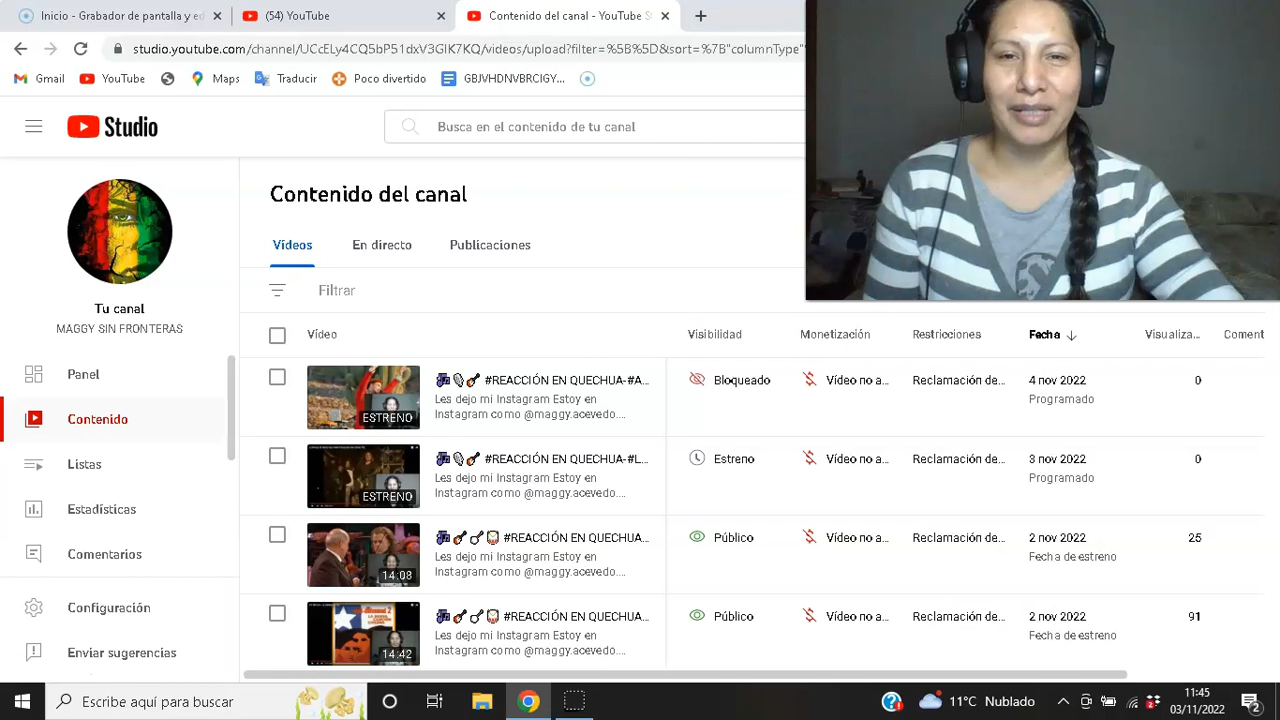 Inicio - Grabador de pantalla y ed
(54) YouTube
Contenido del canal - YouTube S
studio.youtube.com/channel/UCcEly4CQ5bP51dxV3GIK7KQ/videos/upload?filter=%5B%5D&sort=%7B"columnType"
Gmail
YouTube
Maps
Traducir
Poco divertido
GBJVHDNVBRCIGY...
Studio
Busca en el contenido de tu canal
Contenido del canal
Vídeos
En directo
Publicaciones
Filtrar
Tu canal
MAGGY SIN FRONTERAS
Panel
Contenido
Listas
Estadísticas
Comentarios
Configuración
Enviar sugerencias
Vídeo
Visibilidad
Monetización
Restricciones
Fecha
Visualiza...
Coment
ESTRENO
#REACCIÓN EN QUECHUA-#A...
Les dejo mi Instagram Estoy en
Instagram como @maggy.acevedo....
Bloqueado
Vídeo no a...
Reclamación de...
4 nov 2022
Programado
0
ESTRENO
#REACCIÓN EN QUECHUA-#L...
Les dejo mi Instagram Estoy en
Instagram como @maggy.acevedo....
Estreno
Vídeo no a...
Reclamación de...
3 nov 2022
Programado
0
14:08
#REACCIÓN EN QUECHUA...
Les dejo mi Instagram Estoy en
Instagram como @maggy.acevedo....
Público
Vídeo no a...
Reclamación de...
2 nov 2022
Fecha de estreno
25
14:42
#REACCIÓN EN QUECHUA...
Les dejo mi Instagram Estoy en
Instagram como @maggy.acevedo....
Público
Vídeo no a...
Reclamación de...
2 nov 2022
Fecha de estreno
91
Escribe aquí para buscar
11°C Nublado
11:45
03/11/2022
2